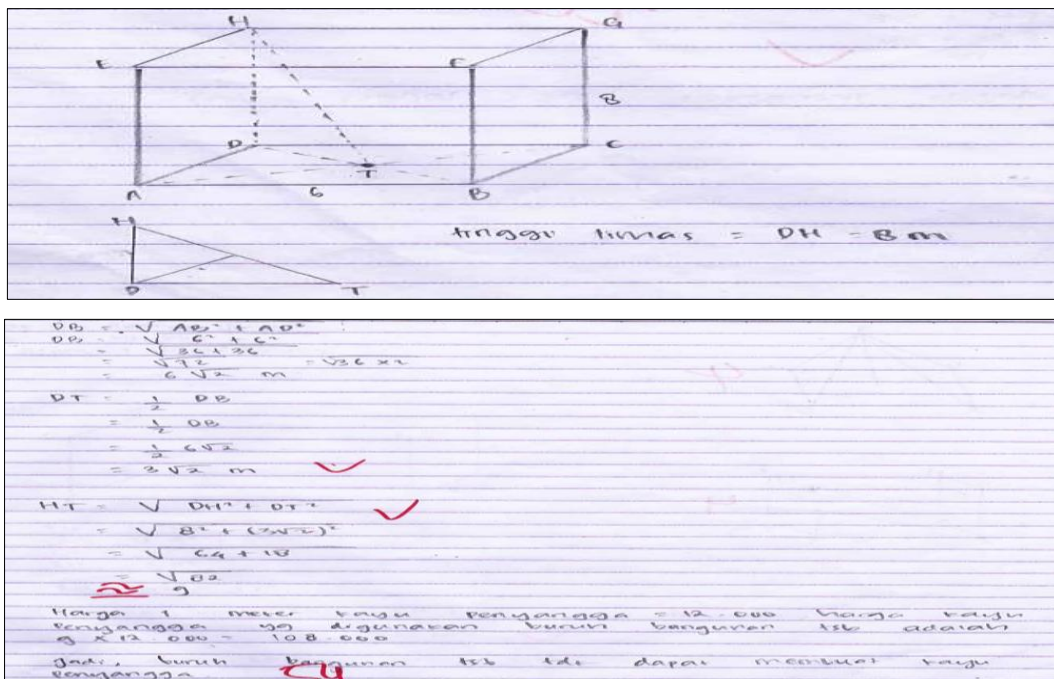 H G
E F
8
D C
T
A 6 B
H
tinggi limas = DH = 8 m
D T
DB = √ AB² + AD²
DB = √ 6² + 6²
= √36 + 36
= √72 = √36 x 2
= 6 √2 m
DT = 1/2 DB
= 1/2 DB
= 1/2 6√2
= 3√2 m
HT = √ DH² + DT²
= √ 8² + (3√2)²
= √ 64 + 18
= √82
≈ 9
Harga 1 meter kayu penyangga = 12.000 harga kayu
penyangga yg digunakan buruh bangunan tsb adalah
9 x 12.000 = 108.000
Jadi, buruh bangunan tsb tdk dapat membuat kayu
penyangga